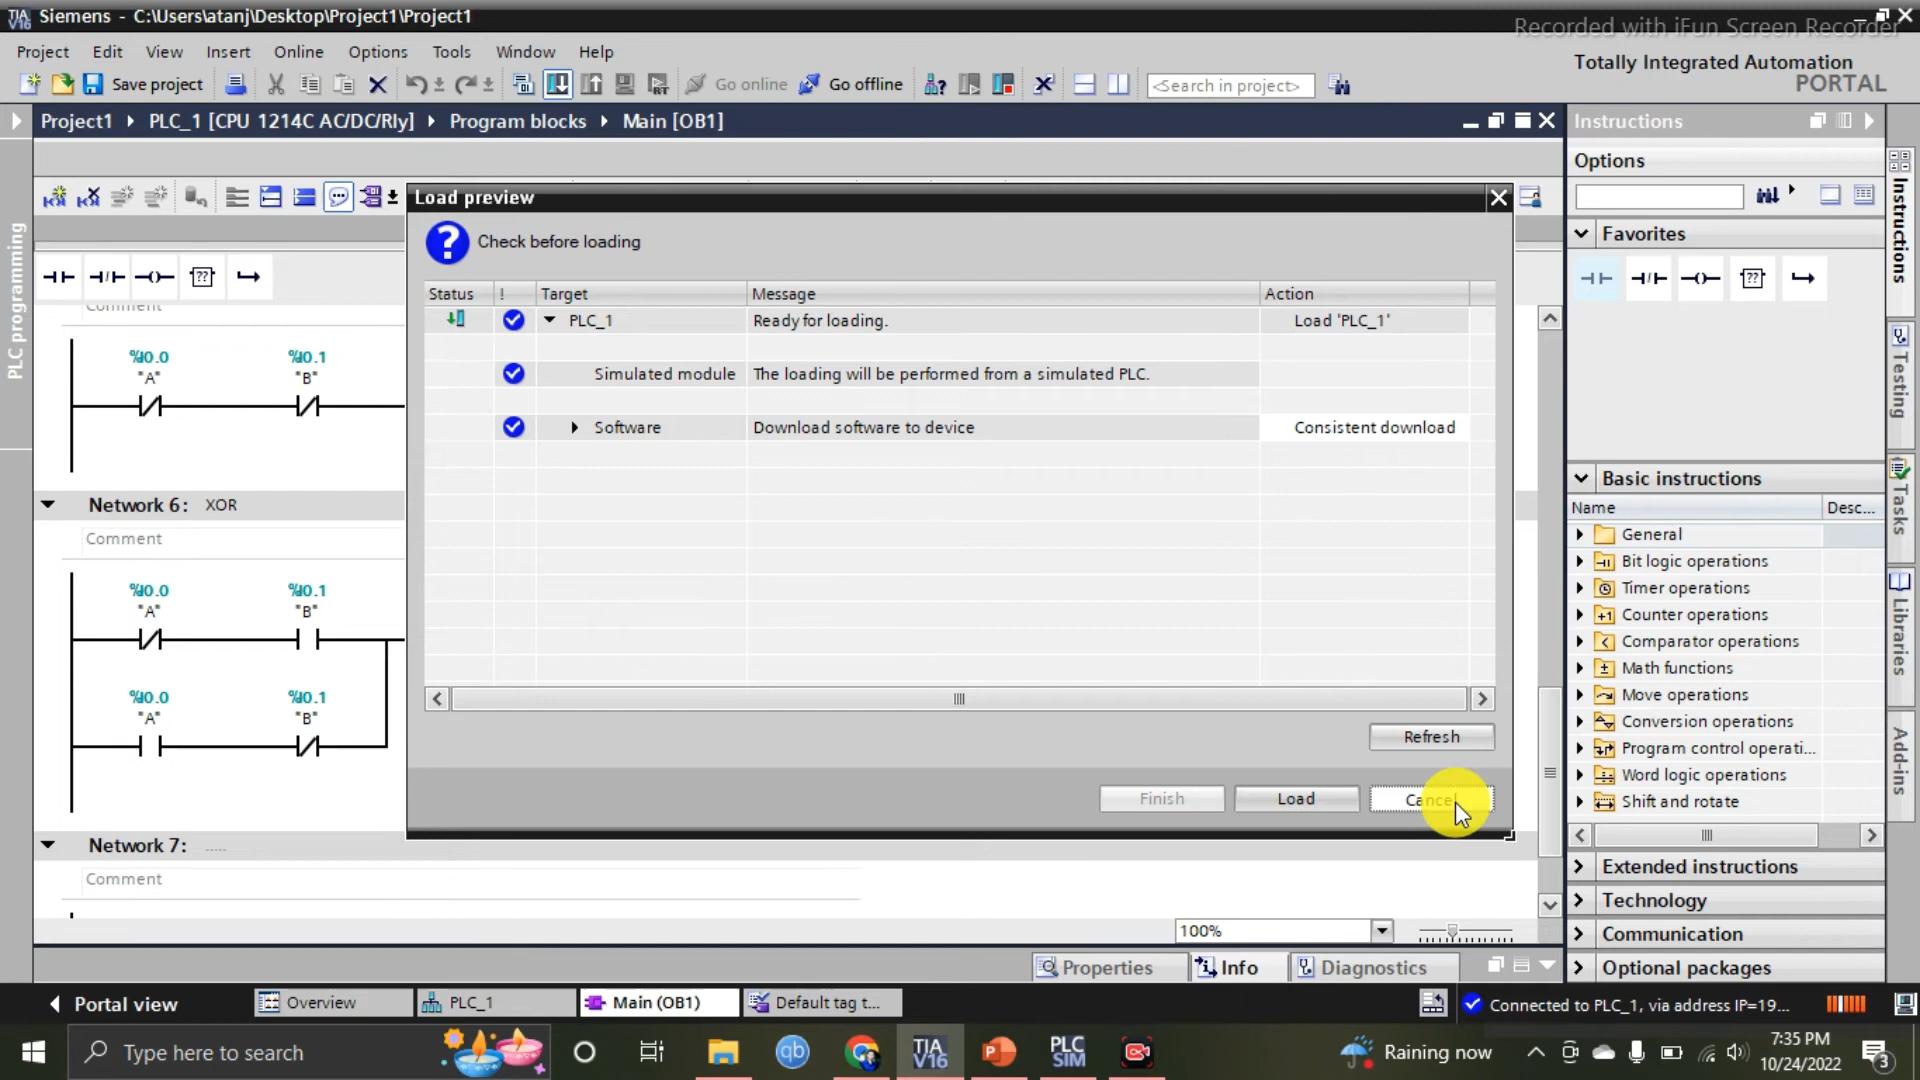 TIA V16 Siemens - C:\Users\atanj\Desktop\Project1\Project1
Recorded with iFun Screen Recorder
Project Edit View Insert Online Options Tools Window Help
Totally Integrated Automation
PORTAL
Save project Go online Go offline <Search in project>
Project1 PLC_1 [CPU 1214C AC/DC/Rly] Program blocks Main [OB1]
Instructions
Options
Favorites
PLC programming
Load preview
Check before loading
Status ! Target Message Action
PLC_1 Ready for loading. Load 'PLC_1'
Simulated module The loading will be performed from a simulated PLC.
Software Download software to device Consistent download
Refresh
Finish Load Cancel
Comment
%I0.0 %I0.1
"A" "B"
Network 6: XOR
Comment
%I0.0 %I0.1
"A" "B"
%I0.0 %I0.1
"A" "B"
Network 7: .....
Comment
100%
Basic instructions
Name Desc...
General
Bit logic operations
Timer operations
Counter operations
Comparator operations
Math functions
Move operations
Conversion operations
Program control operati...
Word logic operations
Shift and rotate
Extended instructions
Technology
Communication
Optional packages
Instructions
Testing
Tasks
Libraries
Add-ins
Properties Info Diagnostics
Portal view Overview PLC_1 Main (OB1) Default tag t... Connected to PLC_1, via address IP=19...
Type here to search qb TIA V16 P PLC SIM Raining now 7:35 PM
10/24/2022 3